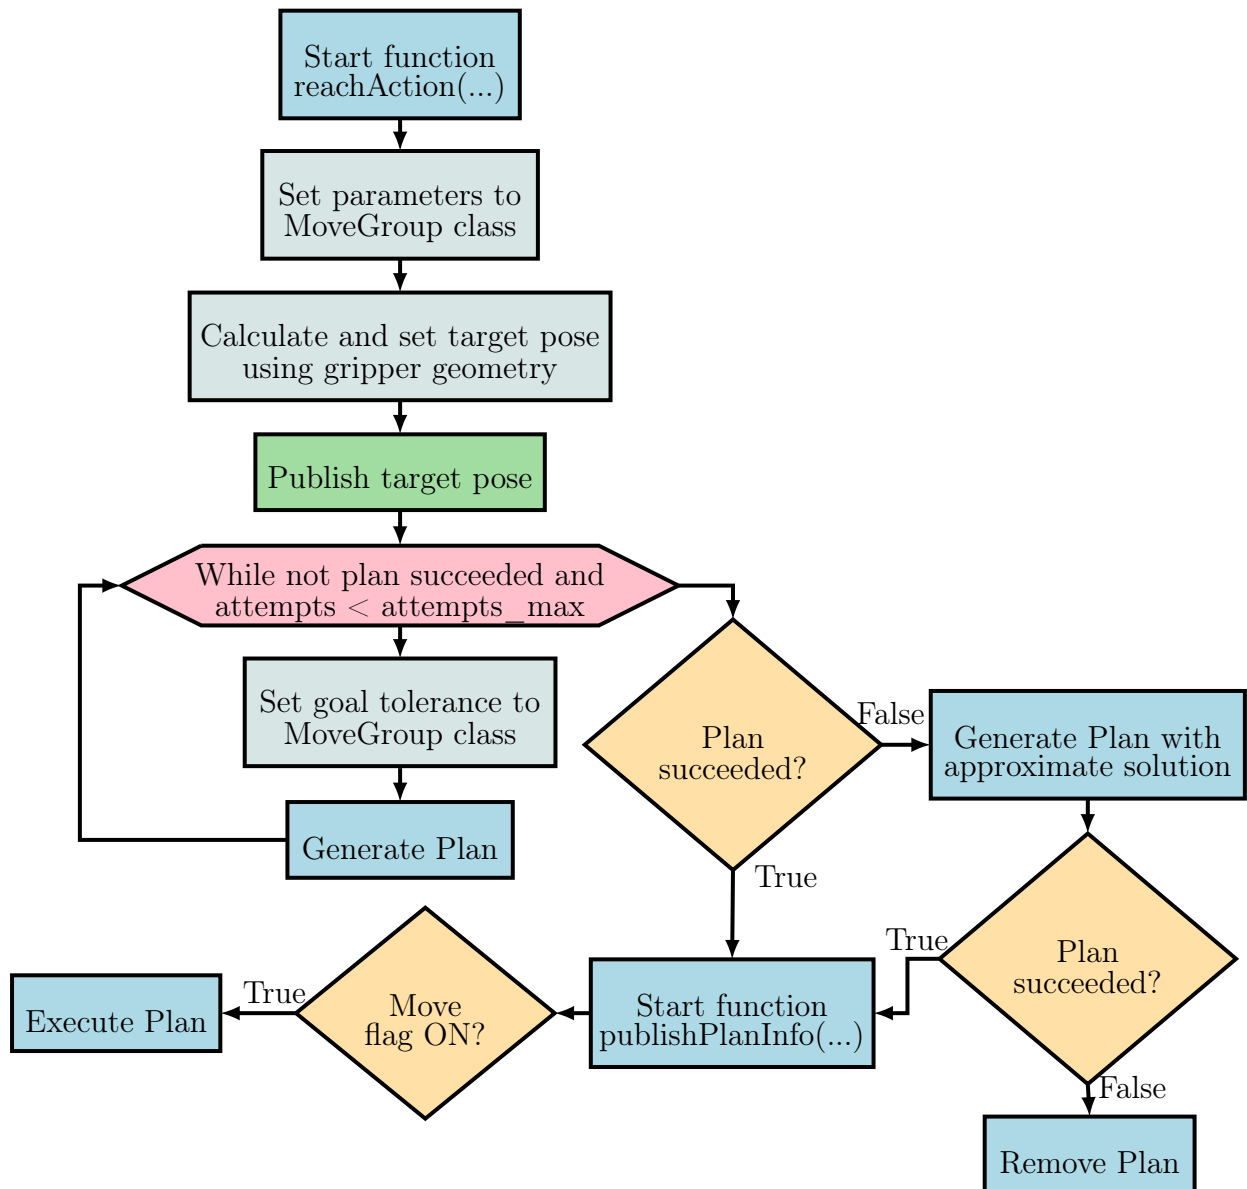 Start function
reachAction(...)
Set parameters to
MoveGroup class
Calculate and set target pose
using gripper geometry
Publish target pose
While not plan succeeded and
attempts < attempts_max
Set goal tolerance to
MoveGroup class
Generate Plan
Plan
succeeded?
False
Generate Plan with
approximate solution
True
Plan
succeeded?
True
False
Remove Plan
Start function
publishPlanInfo(...)
Move
flag ON?
True
Execute Plan